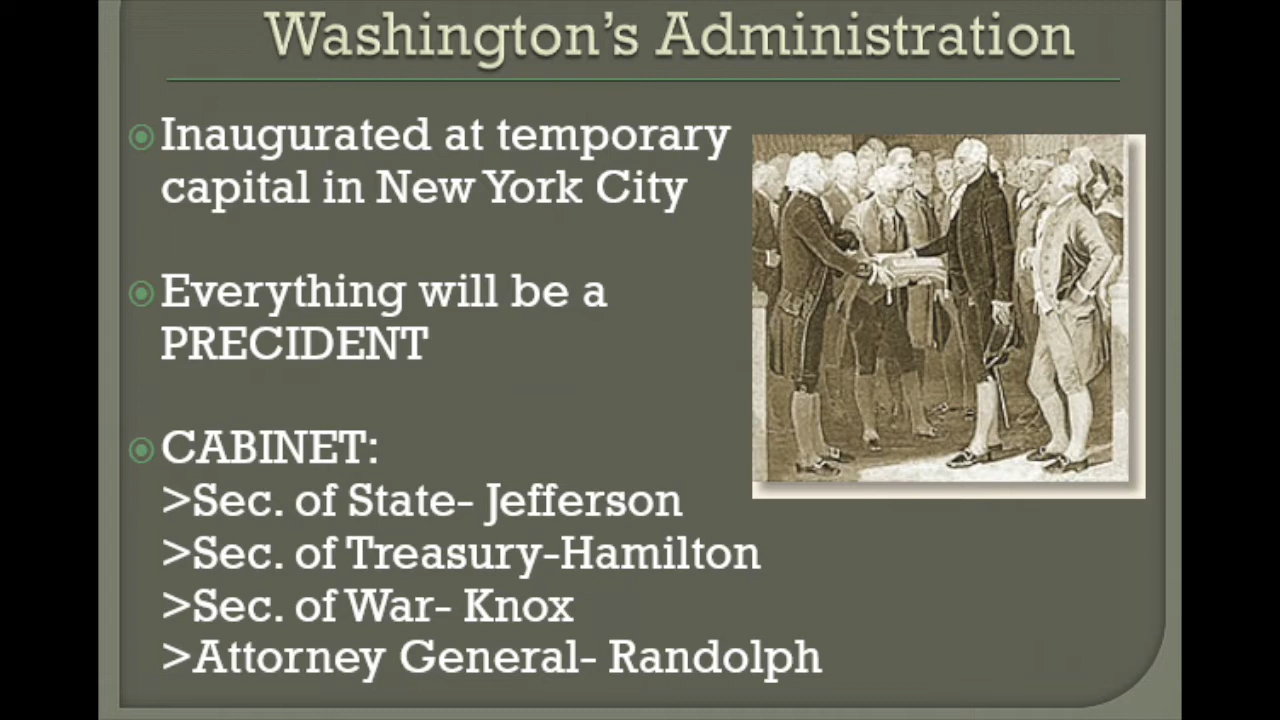 Washington's Administration
Inaugurated at temporary
capital in New York City
Everything will be a
PRECIDENT
CABINET:
>Sec. of State- Jefferson
>Sec. of Treasury-Hamilton
>Sec. of War- Knox
>Attorney General- Randolph